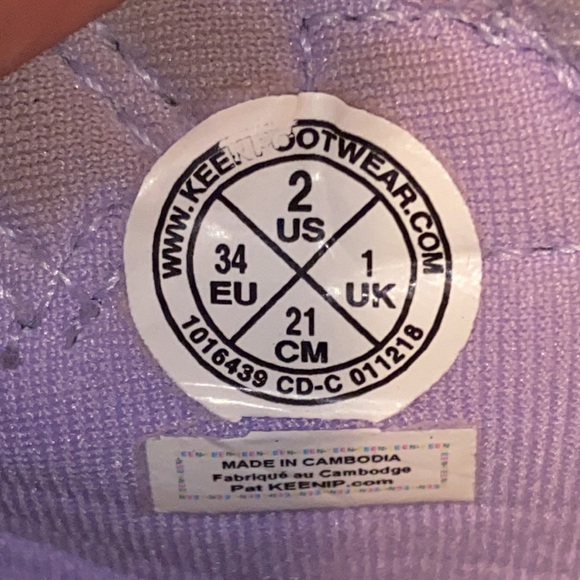 WWW.KEENFOOTWEAR.COM
2
US
34
EU
1
UK
21
CM
1016439 CD-C 011218
MADE IN CAMBODIA
Fabriqué au Cambodge
Pat KEENIP.com